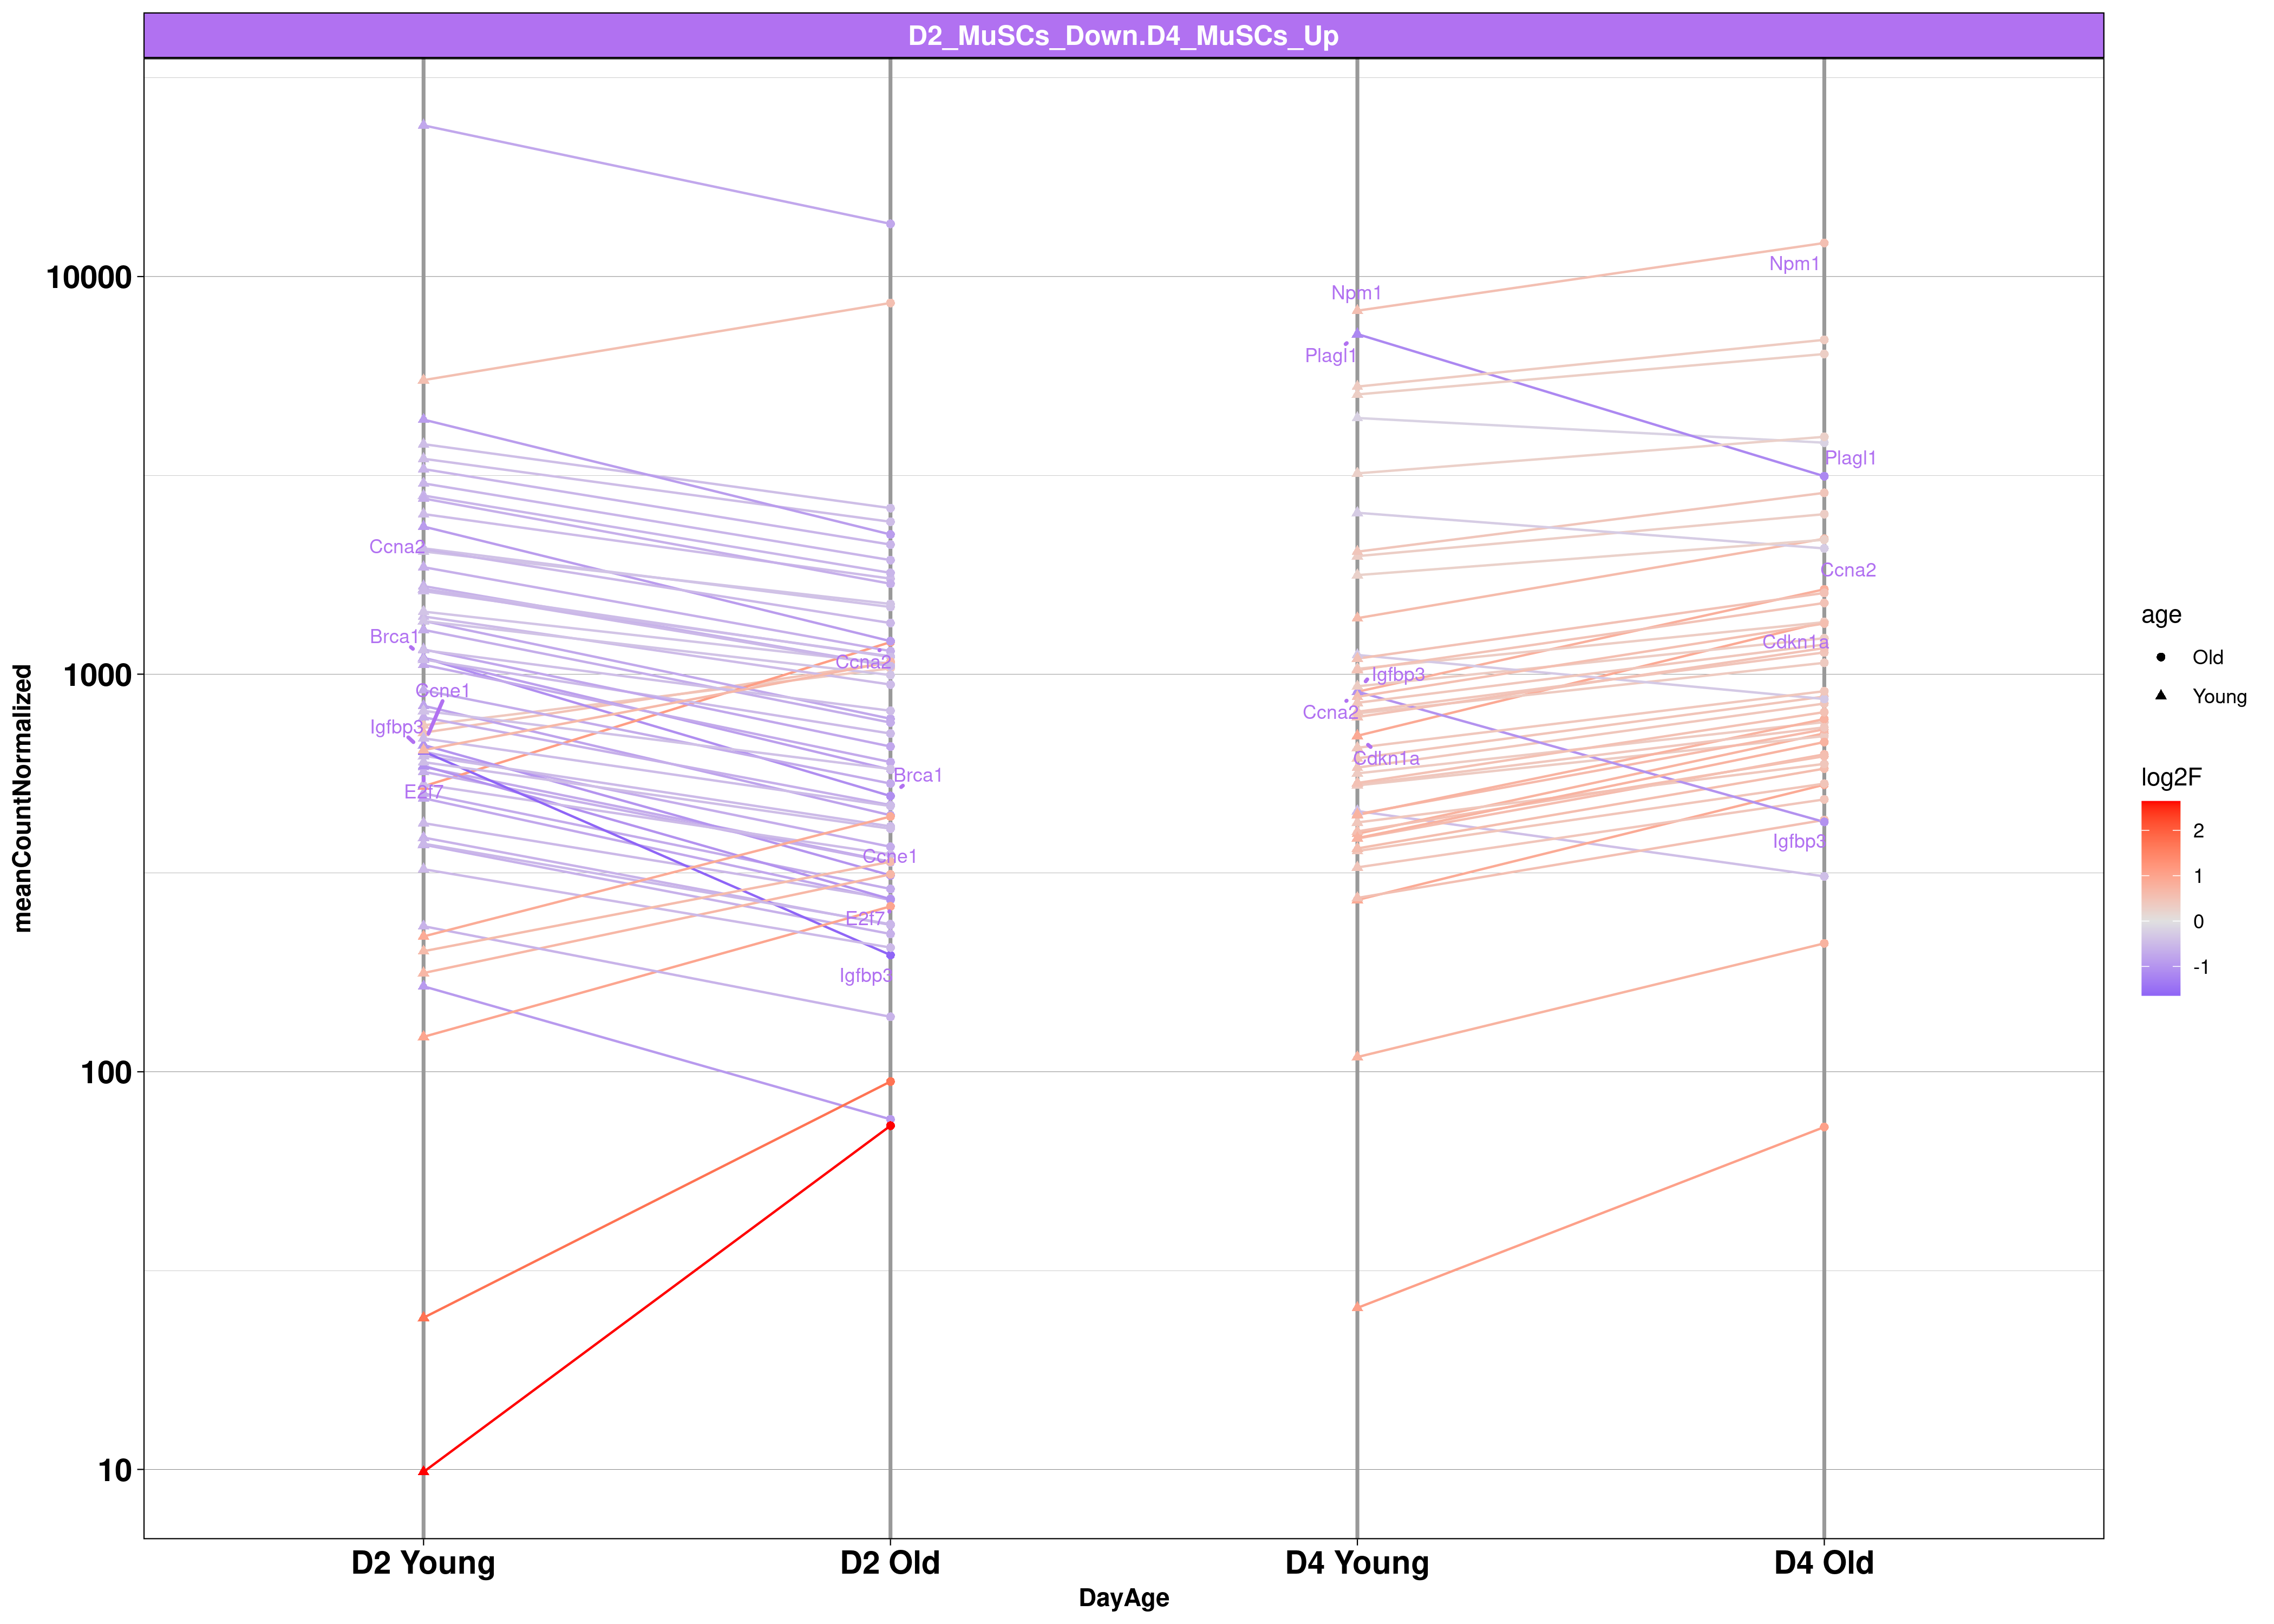 D2_MuSCs_Down.D4_MuSCs_Up
meanCountNormalized
10000
1000
100
10
Npm1
Npm1
Plagl1
Plagl1
Ccna2
Ccna2
Brca1
Cdkn1a
Ccna2
Igfbp3
Ccne1
Ccna2
Igfbp3
Cdkn1a
Brca1
E2f7
Igfbp3
Ccne1
E2f7
Igfbp3
D2 Young
D2 Old
D4 Young
D4 Old
DayAge
age
Old
Young
log2F
2
1
0
-1